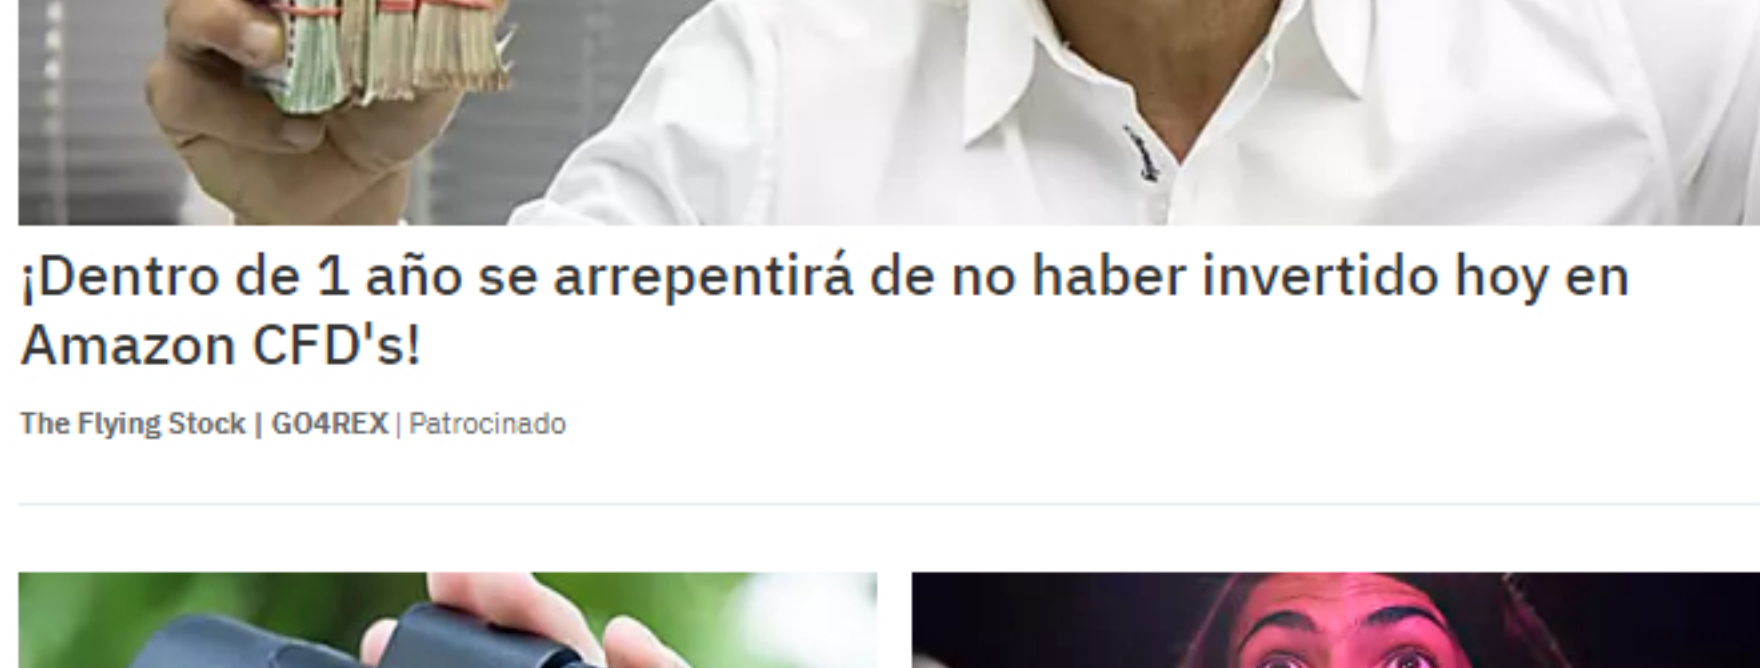 ¡Dentro de 1 año se arrepentirá de no haber invertido hoy en
Amazon CFD's!
The Flying Stock | GO4REX | Patrocinado